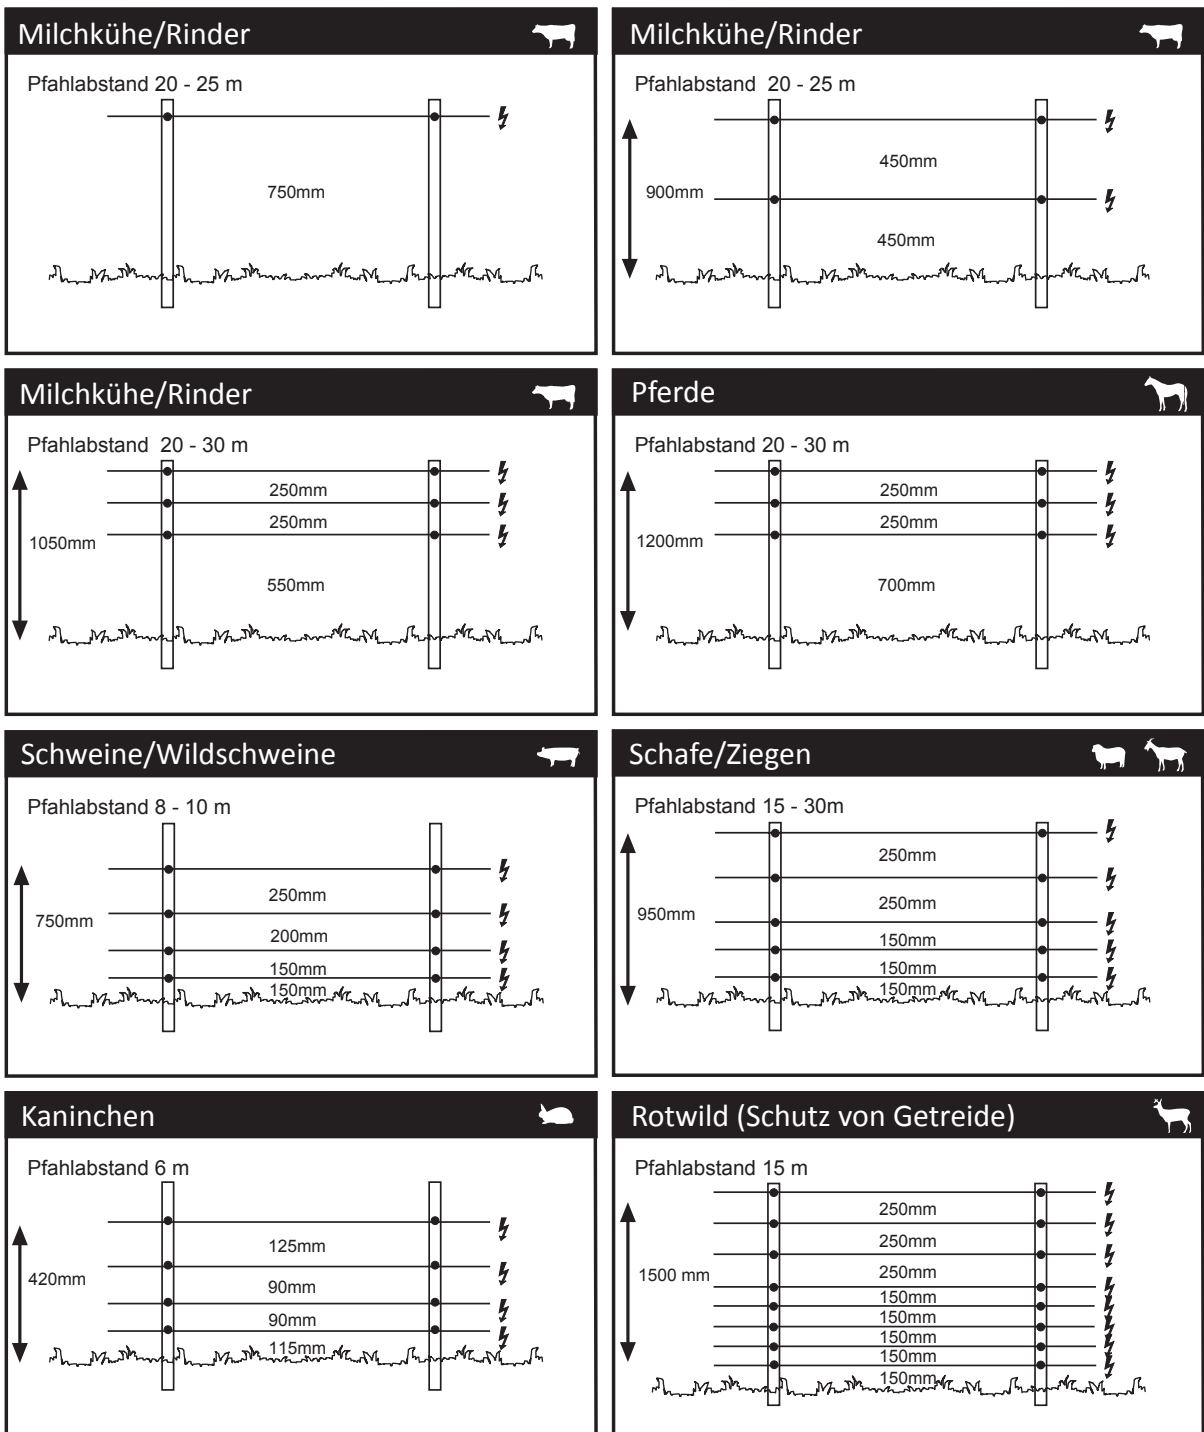 Milchkühe/Rinder
Pfahlabstand 20 - 25 m
750mm
Milchkühe/Rinder
Pfahlabstand 20 - 25 m
450mm
900mm
450mm
Milchkühe/Rinder
Pfahlabstand 20 - 30 m
250mm
250mm
1050mm
550mm
Pferde
Pfahlabstand 20 - 30 m
250mm
250mm
1200mm
700mm
Schweine/Wildschweine
Pfahlabstand 8 - 10 m
250mm
750mm
200mm
150mm
150mm
Schafe/Ziegen
Pfahlabstand 15 - 30m
250mm
250mm
950mm
150mm
150mm
150mm
Kaninchen
Pfahlabstand 6 m
125mm
420mm
90mm
90mm
115mm
Rotwild (Schutz von Getreide)
Pfahlabstand 15 m
250mm
250mm
250mm
1500 mm
150mm
150mm
150mm
150mm
150mm